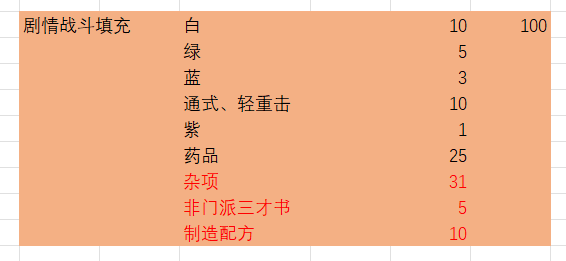 剧情战斗填充 白 10 100
绿 5
蓝 3
通式、轻重击 10
紫 1
药品 25
杂项 31
非门派三才书 5
制造配方 10